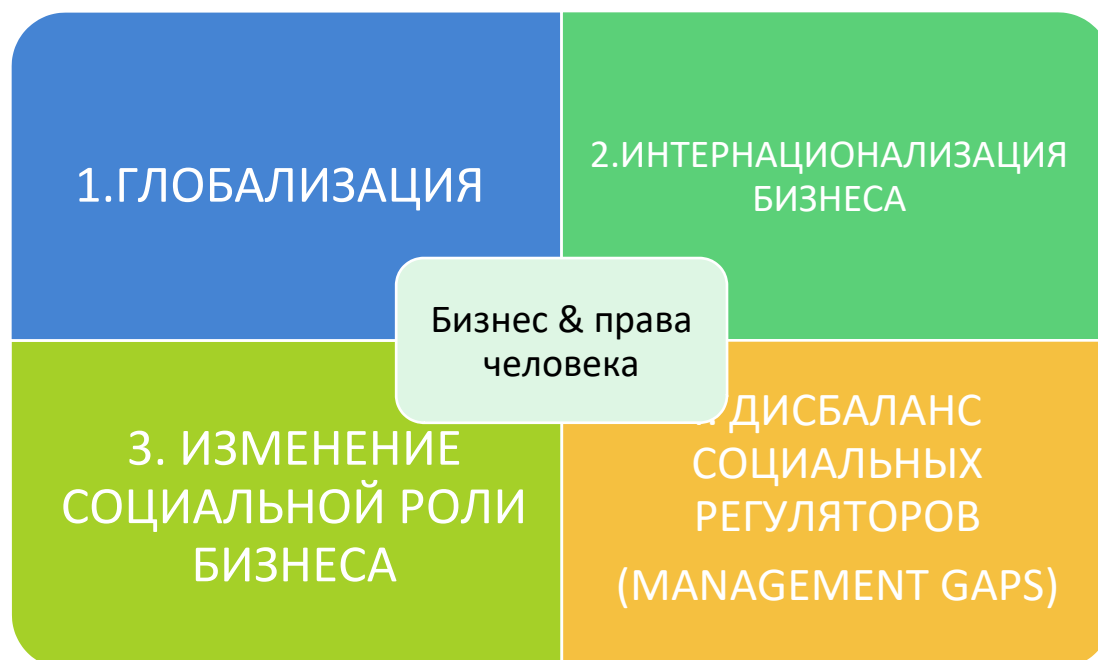 1.ГЛОБАЛИЗАЦИЯ
2.ИНТЕРНАЦИОНАЛИЗАЦИЯ
БИЗНЕСА
Бизнес & права
человека
3. ИЗМЕНЕНИЕ
СОЦИАЛЬНОЙ РОЛИ
БИЗНЕСА
ДИСБАЛАНС
СОЦИАЛЬНЫХ
РЕГУЛЯТОРОВ
(MANAGEMENT GAPS)